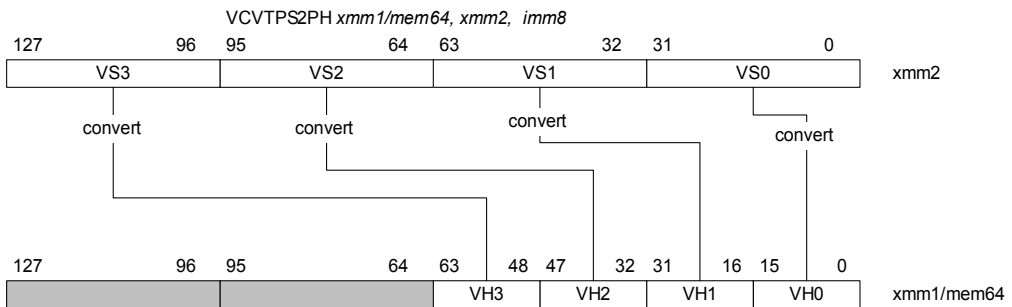 VCVTPS2PH xmm1/mem64, xmm2, imm8
127 96 95 64 63 32 31 0
VS3 VS2 VS1 VS0 xmm2
convert convert convert convert
127 96 95 64 63 48 47 32 31 16 15 0
VH3 VH2 VH1 VH0 xmm1/mem64